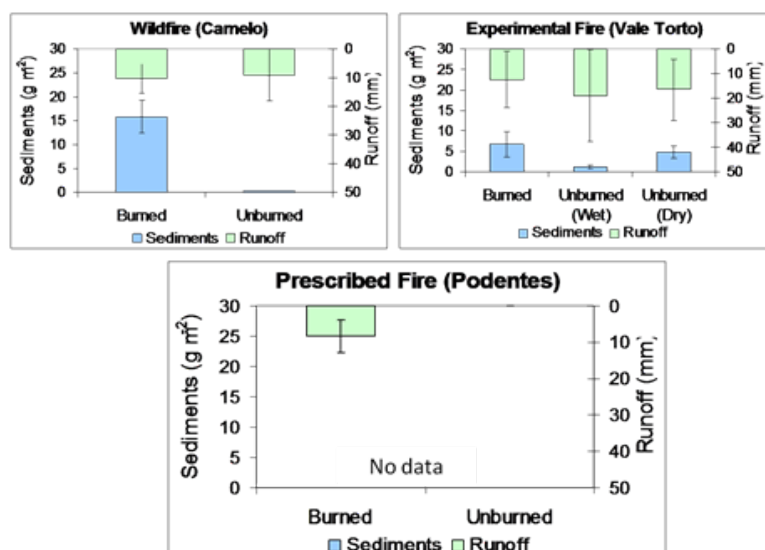 Wildfire (Camelo)
Sediments (g m²)
30
25
20
15
10
5
0
0
10
20
30
40
50
Runoff (mm)
Burned
Unburned
Sediments
Runoff
Experimental Fire (Vale Torto)
Sediments (g m²)
30
25
20
15
10
5
0
0
10
20
30
40
50
Runoff (mm)
Burned
Unburned (Wet)
Unburned (Dry)
Sediments
Runoff
Prescribed Fire (Podentes)
Sediments (g m²)
30
25
20
15
10
5
0
0
10
20
30
40
50
Runoff (mm)
No data
Burned
Unburned
Sediments
Runoff